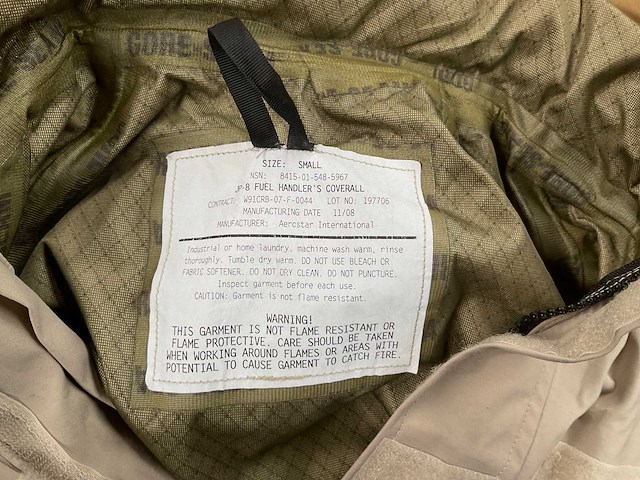 GORE
SIZE: SMALL
NSN: 8415-01-548-5967
JP-8 FUEL HANDLER'S COVERALL
CONTRACT: W91CRB-07-F-0044 LOT NO: 197706
MANUFACTURING DATE 11/08
MANUFACTURER: Aerostar International
Industrial or home laundry, machine wash warm, rinse
thoroughly. Tumble dry warm. DO NOT USE BLEACH OR
FABRIC SOFTENER. DO NOT DRY CLEAN. DO NOT PUNCTURE.
Inspect garment before each use.
CAUTION: Garment is not flame resistant.
WARNING!
THIS GARMENT IS NOT FLAME RESISTANT OR
FLAME PROTECTIVE. CARE SHOULD BE TAKEN
WHEN WORKING AROUND FLAMES OR AREAS WITH
POTENTIAL TO CAUSE GARMENT TO CATCH FIRE.